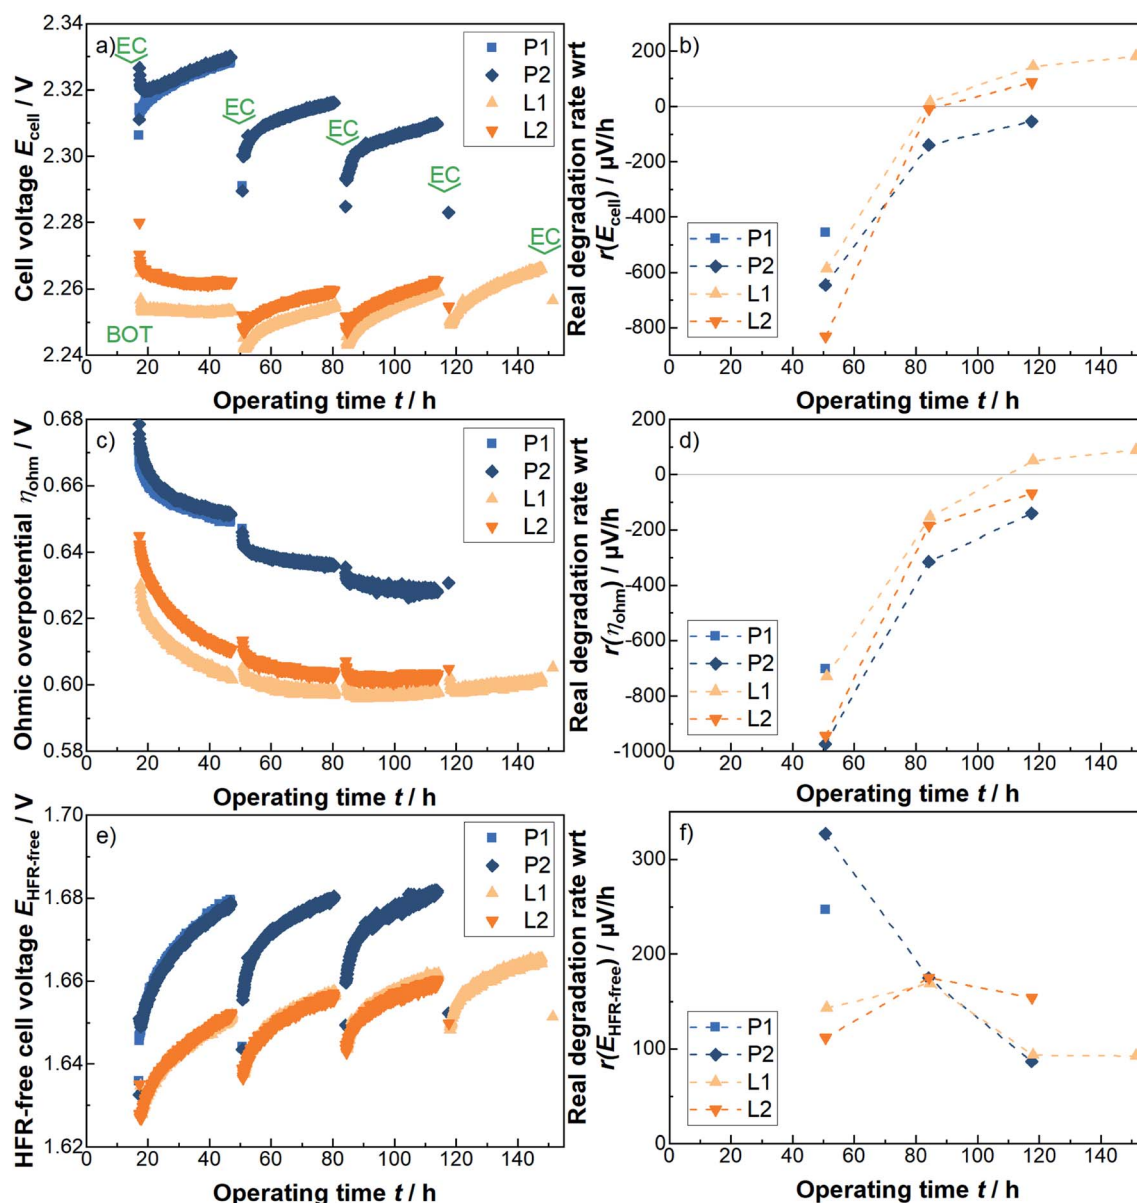 a)
EC
EC
EC
EC
EC
BOT
P1
P2
L1
L2
2.34
2.32
2.30
2.28
2.26
2.24
0 20 40 60 80 100 120 140
Cell voltage Ecell / V
Operating time t / h
b)
P1
P2
L1
L2
200
0
-200
-400
-600
-800
0 20 40 60 80 100 120 140
Real degradation rate wrt
r(Ecell) / µV/h
Operating time t / h
c)
P1
P2
L1
L2
0.68
0.66
0.64
0.62
0.60
0.58
0 20 40 60 80 100 120 140
Ohmic overpotential ηohm / V
Operating time t / h
d)
P1
P2
L1
L2
200
0
-200
-400
-600
-800
-1000
0 20 40 60 80 100 120 140
Real degradation rate wrt
r(ηohm) / µV/h
Operating time t / h
e)
P1
P2
L1
L2
1.70
1.68
1.66
1.64
1.62
0 20 40 60 80 100 120 140
HFR-free cell voltage EHFR-free / V
Operating time t / h
f)
P1
P2
L1
L2
300
200
100
0
0 20 40 60 80 100 120 140
Real degradation rate wrt
r(EHFR-free) / µV/h
Operating time t / h